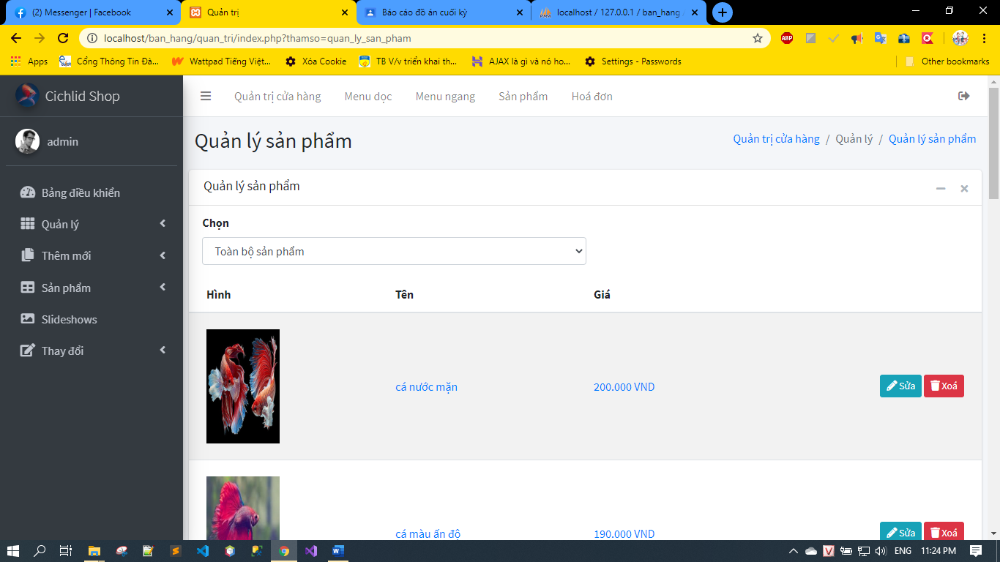 (2) Messenger | Facebook
Quản trị
Báo cáo đồ án cuối kỳ
localhost / 127.0.0.1 / ban_hang
localhost/ban_hang/quan_tri/index.php?thamso=quan_ly_san_pham
ABP
Apps
Cổng Thông Tin Đà...
Wattpad Tiếng Việt...
Xóa Cookie
TB V/v triển khai th...
AJAX là gì và nó ho...
Settings - Passwords
Other bookmarks
Cichlid Shop
Quản trị cửa hàng
Menu dọc
Menu ngang
Sản phẩm
Hoá đơn
admin
Quản lý sản phẩm
Quản trị cửa hàng / Quản lý / Quản lý sản phẩm
Bảng điều khiển
Quản lý
Thêm mới
Sản phẩm
Slideshows
Thay đổi
Quản lý sản phẩm
Chọn
Toàn bộ sản phẩm
Hình Tên Giá
cá nước mặn 200.000 VND Sửa Xoá
cá màu ấn độ 190.000 VND Sửa Xoá
ENG 11:24 PM